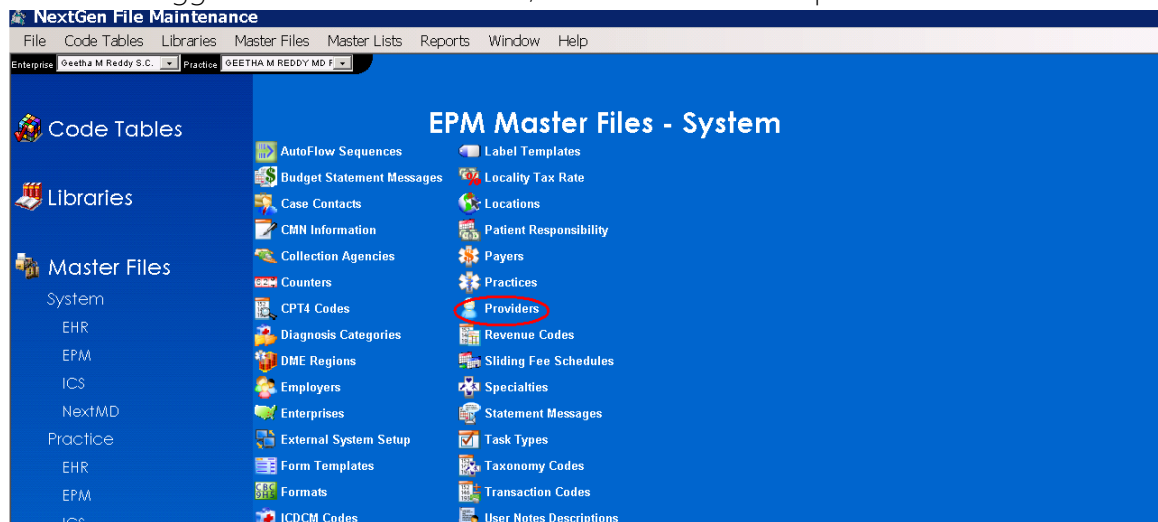 NextGen File Maintenance
File Code Tables Libraries Master Files Master Lists Reports Window Help
Enterprise Geetha M Reddy S.C. Practice GEETHA M REDDY MD F
EPM Master Files - System
Code Tables
Libraries
Master Files
System
EHR
EPM
ICS
NextMD
Practice
EHR
EPM
ICS
AutoFlow Sequences
Budget Statement Messages
Case Contacts
CMN Information
Collection Agencies
Counters
CPT4 Codes
Diagnosis Categories
DME Regions
Employers
Enterprises
External System Setup
Form Templates
Formats
ICDCM Codes
Label Templates
Locality Tax Rate
Locations
Patient Responsibility
Payers
Practices
Providers
Revenue Codes
Sliding Fee Schedules
Specialties
Statement Messages
Task Types
Taxonomy Codes
Transaction Codes
User Notes Descriptions